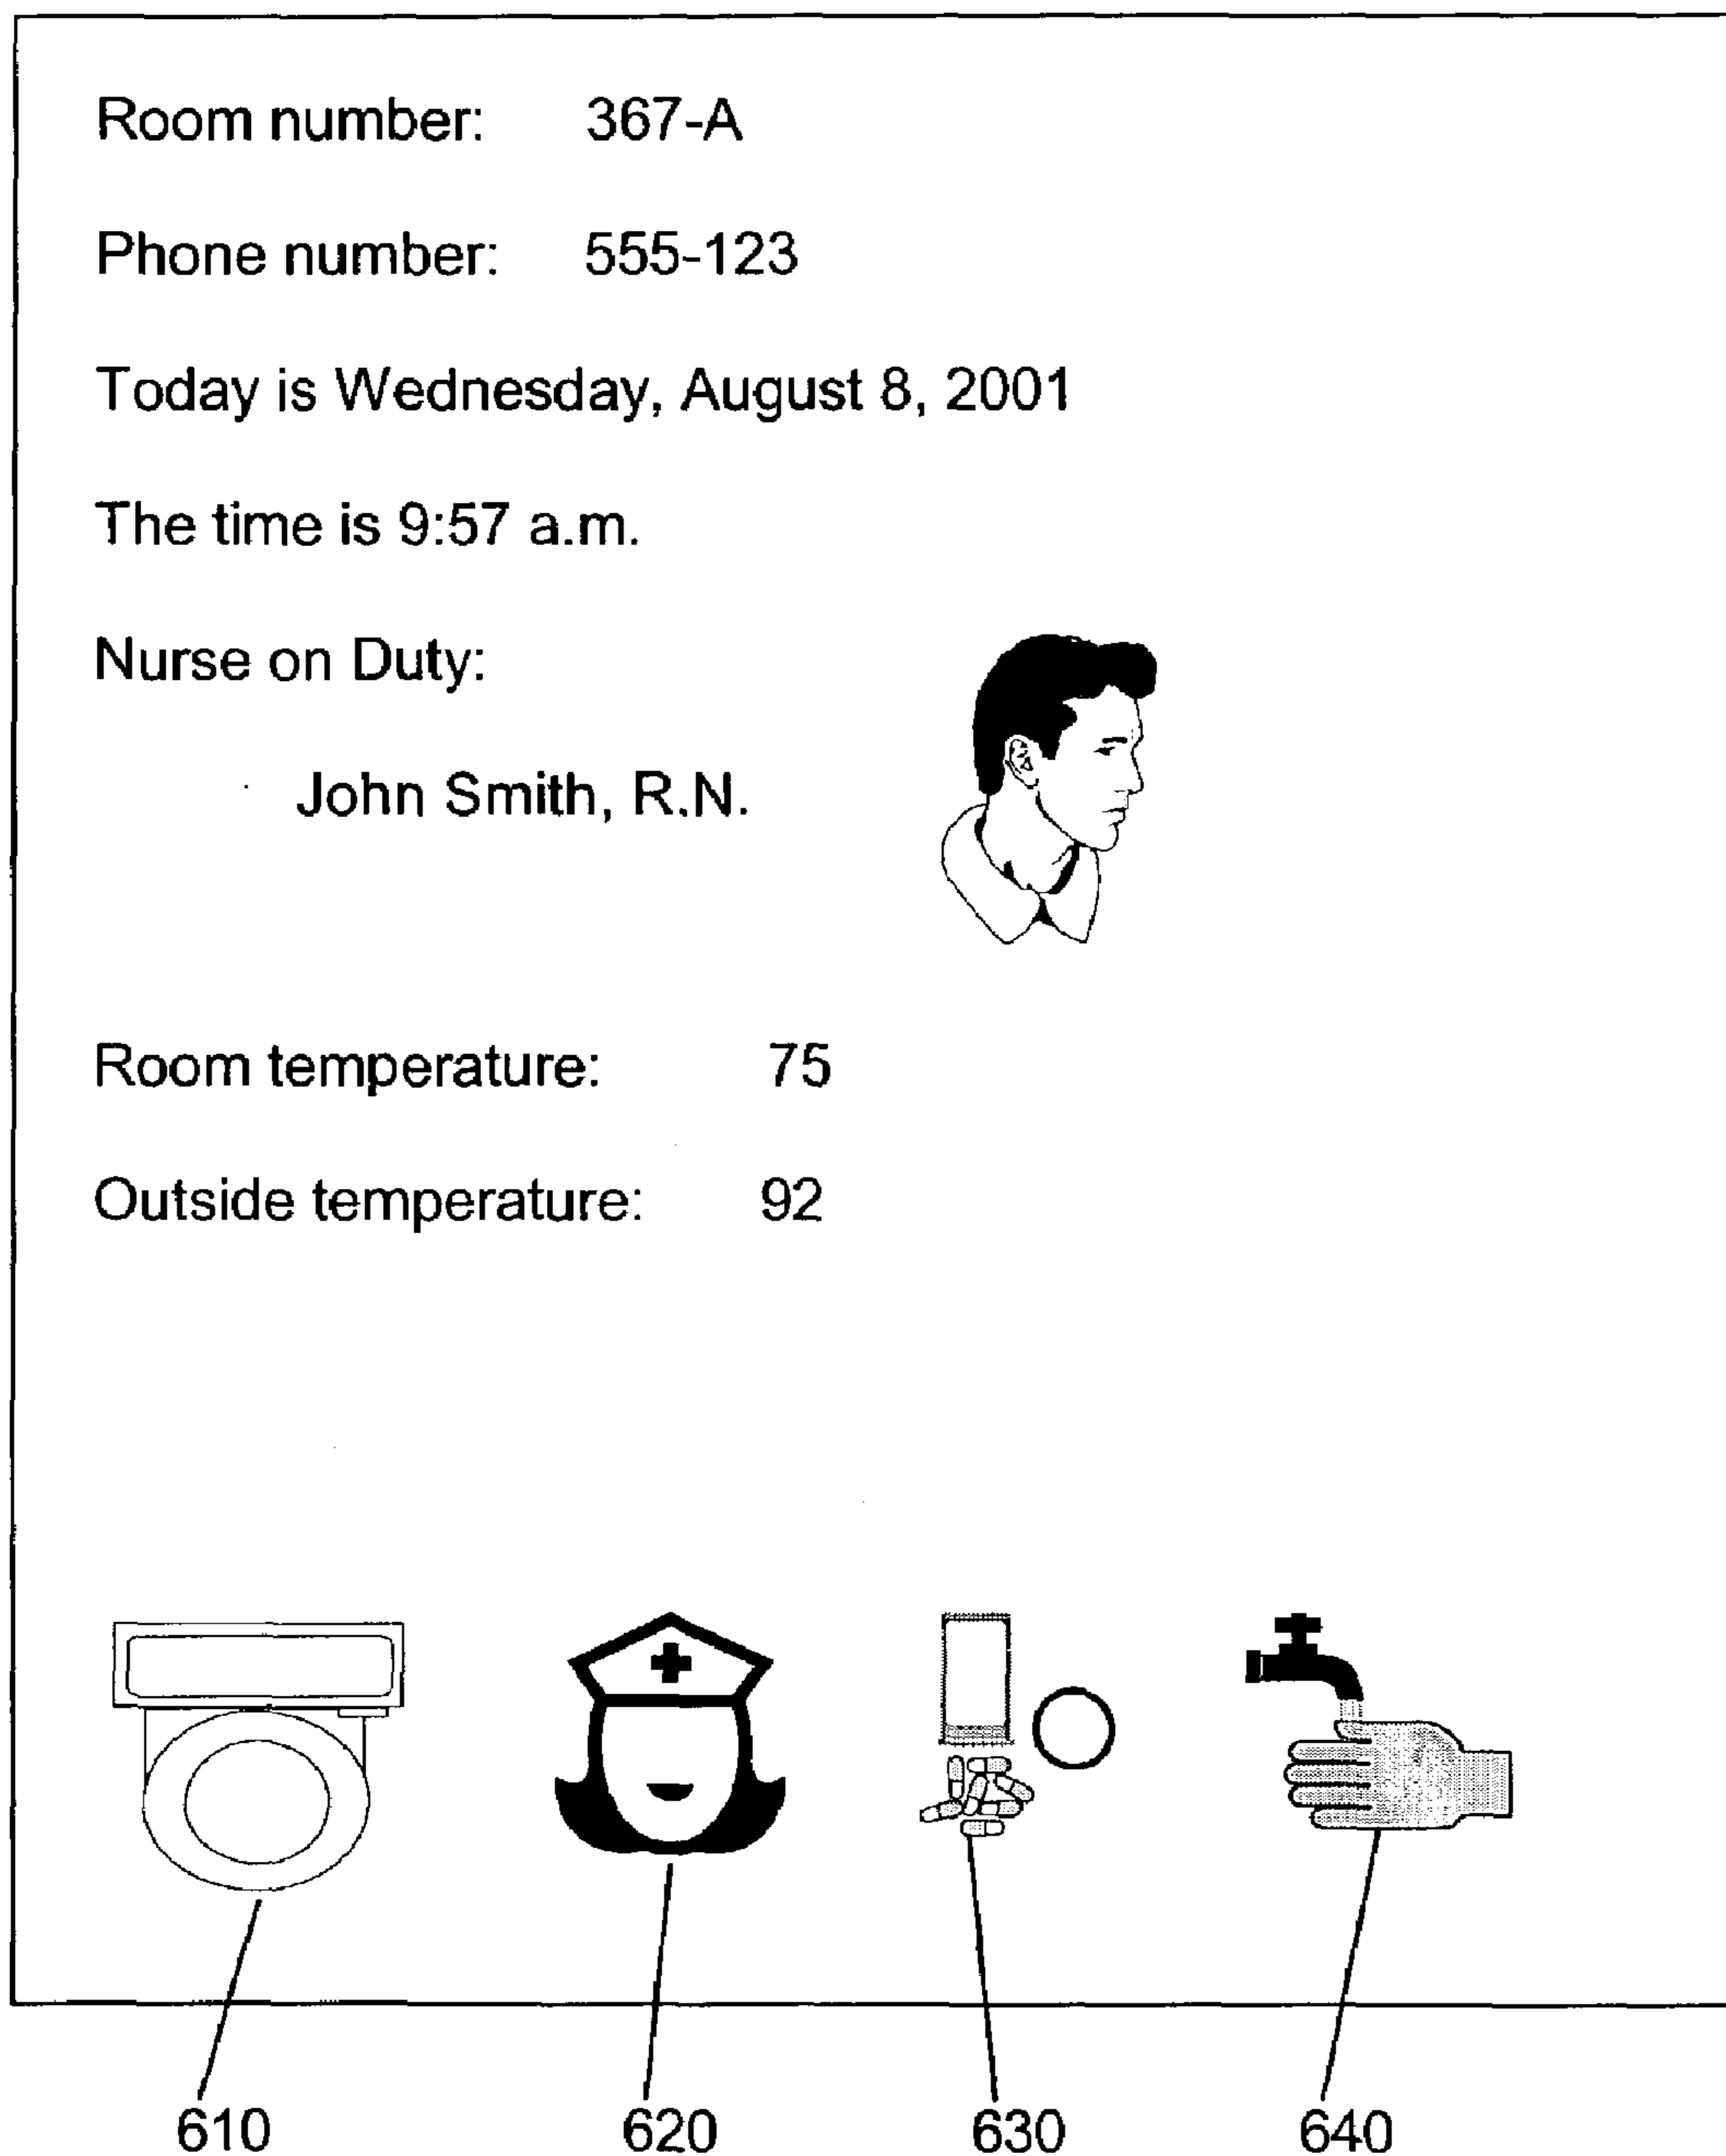 Room number: 367-A
Phone number: 555-123
Today is Wednesday, August 8, 2001
The time is 9:57 a.m.
Nurse on Duty:
John Smith, R.N.
Room temperature: 75
Outside temperature: 92
610 620 630 640